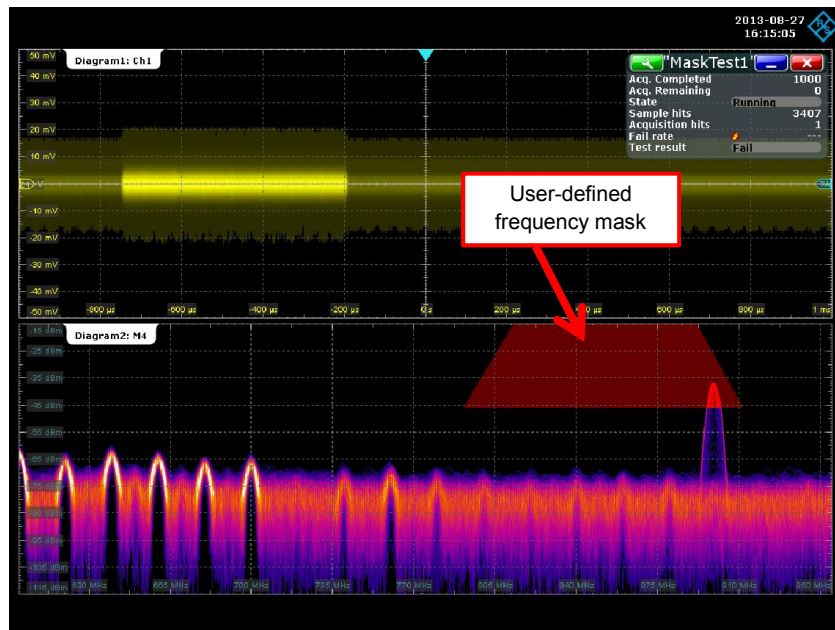 2013-08-27
16:15:05
50 mV
Diagram1: Ch1
40 mV
30 mV
20 mV
10 mV
-10 mV
-20 mV
-30 mV
-40 mV
-50 mV
"MaskTest1"
Acq. Completed 1000
Acq. Remaining 0
State Running
Sample hits 3407
Acquisition hits 1
Fail rate ---
Test result Fail
User-defined
frequency mask
-800 µs -600 µs -400 µs -200 µs 0 s 200 µs 600 µs 800 µs 1 ms
-15 dBm
Diagram2: M4
-25 dBm
-35 dBm
-45 dBm
-55 dBm
-65 dBm
-95 dBm
-105 dBm
-115 dBm
630 MHz 665 MHz 700 MHz 735 MHz 770 MHz 805 MHz 840 MHz 875 MHz 910 MHz 950 MHz